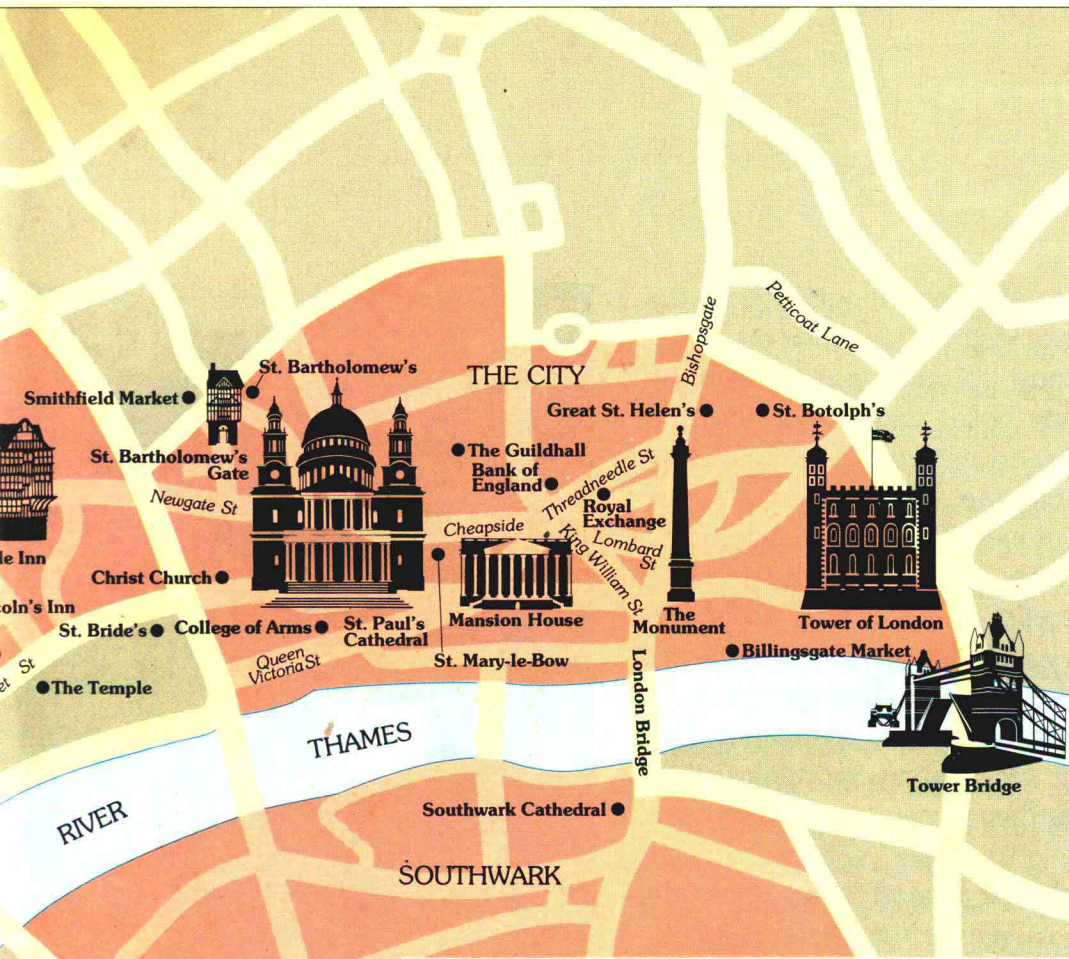 Petticoat Lane
Bishopsgate
St. Bartholomew's
THE CITY
Smithfield Market
Great St. Helen's
St. Botolph's
St. Bartholomew's
Gate
The Guildhall
Bank of
England
Threadneedle St
Newgate St
Royal
Exchange
Cheapside
King William St
Lombard
St
le Inn
Christ Church
coln's Inn
St. Bride's
College of Arms
St. Paul's
Cathedral
Mansion House
The
Monument
Tower of London
Queen
Victoria St
St. Mary-le-Bow
London Bridge
Billingsgate Market
et St
The Temple
THAMES
RIVER
Tower Bridge
Southwark Cathedral
SOUTHWARK